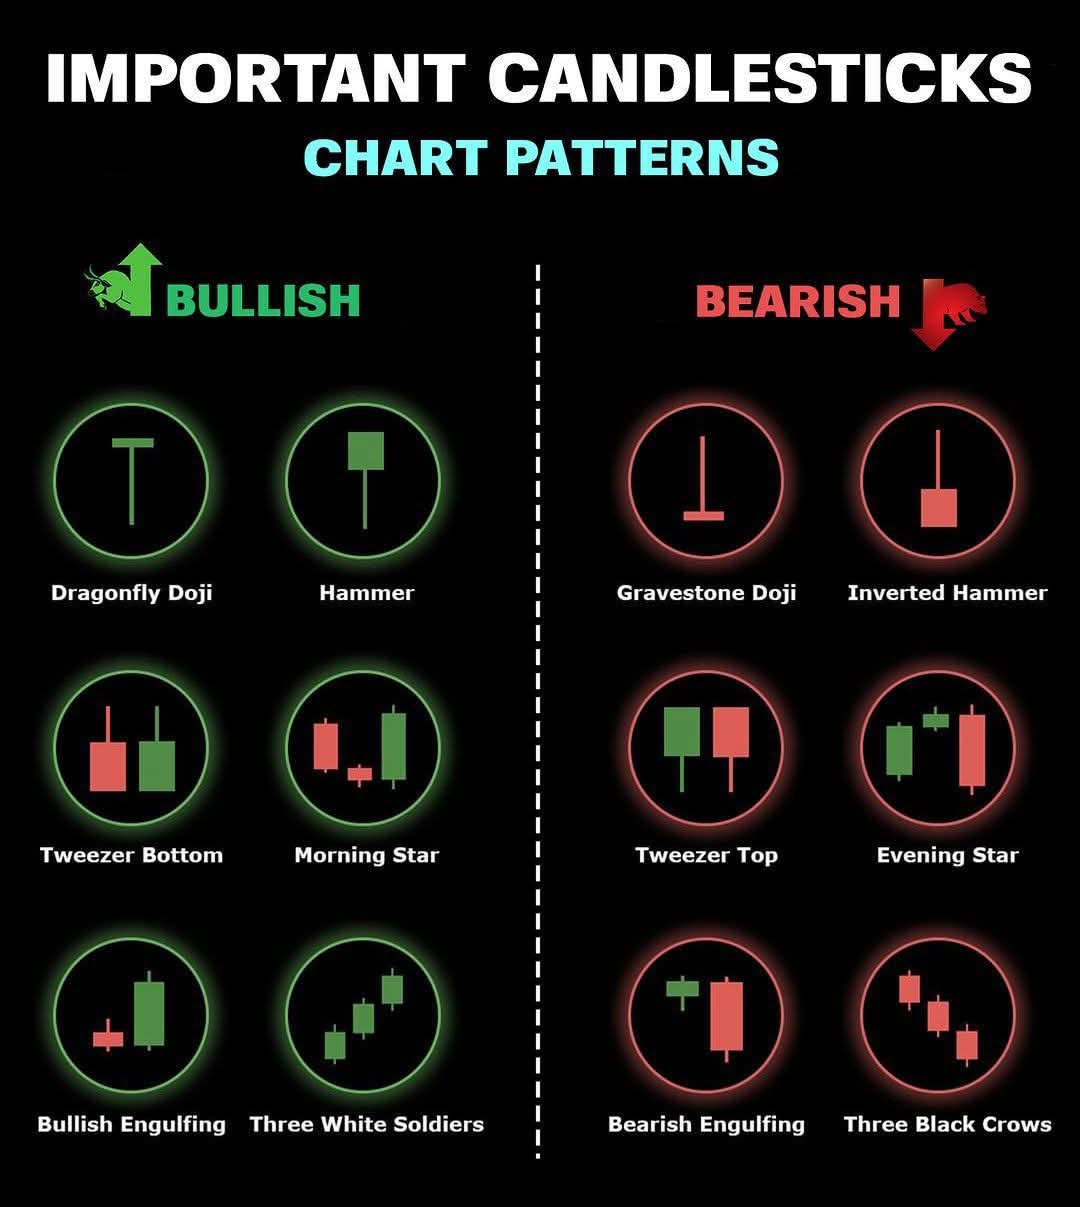 IMPORTANT CANDLESTICKS
CHART PATTERNS
BULLISH
BEARISH
Dragonfly Doji
Hammer
Gravestone Doji
Inverted Hammer
Tweezer Bottom
Morning Star
Tweezer Top
Evening Star
Bullish Engulfing
Three White Soldiers
Bearish Engulfing
Three Black Crows